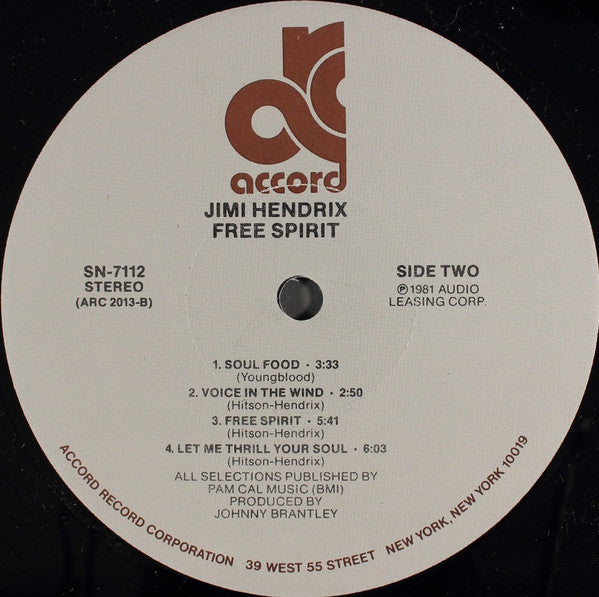 accord
JIMI HENDRIX
FREE SPIRIT
SN-7112
STEREO
(ARC 2013-B)
SIDE TWO
℗ 1981 AUDIO
LEASING CORP.
1. SOUL FOOD · 3:33
(Youngblood)
2. VOICE IN THE WIND · 2:50
(Hitson-Hendrix)
3. FREE SPIRIT · 5:41
(Hitson-Hendrix)
4. LET ME THRILL YOUR SOUL · 6:03
(Hitson-Hendrix)
ALL SELECTIONS PUBLISHED BY
PAM CAL MUSIC (BMI)
PRODUCED BY
JOHNNY BRANTLEY
ACCORD RECORD CORPORATION 39 WEST 55 STREET NEW YORK, NEW YORK 10019